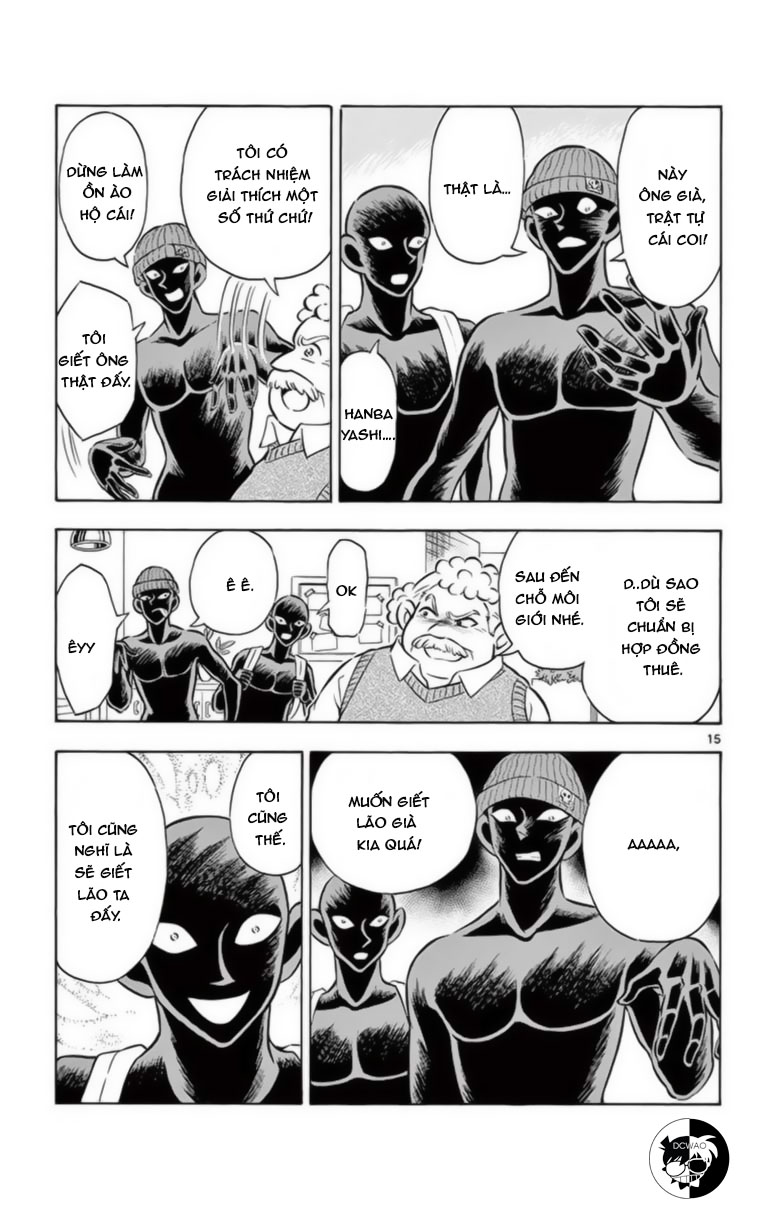 NÀY
ÔNG GIÀ,
TRẬT TỰ
CÁI COI!
THẬT LÀ...
HANBA
YASHI....
TÔI CÓ
TRÁCH NHIỆM
GIẢI THÍCH MỘT
SỐ THỨ CHỨ!
DỪNG LÀM
ỒN ÀO
HỘ CÁI!
TÔI
GIẾT ÔNG
THẬT ĐẤY.
D..DÙ SAO
TÔI SẼ
CHUẨN BỊ
HỢP ĐỒNG
THUÊ.
SAU ĐẾN
CHỖ MÔI
GIỚI NHÉ.
OK
Ê Ê.
ÊYY
15
AAAAA,
MUỐN GIẾT
LÃO GIÀ
KIA QUÁ!
TÔI
CŨNG
THẾ.
TÔI CŨNG
NGHĨ LÀ
SẼ GIẾT
LÃO TA
ĐẤY.
DCWAO